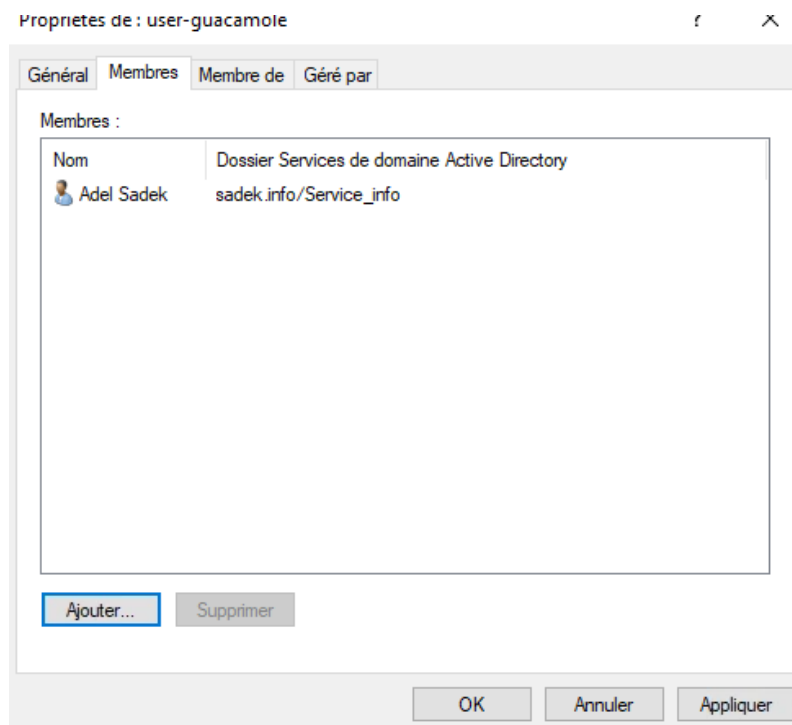 Propriétés de : user-guacamole ? X
Général Membres Membre de Géré par
Membres :
Nom Dossier Services de domaine Active Directory
Adel Sadek sadek.info/Service_info
Ajouter... Supprimer
OK Annuler Appliquer